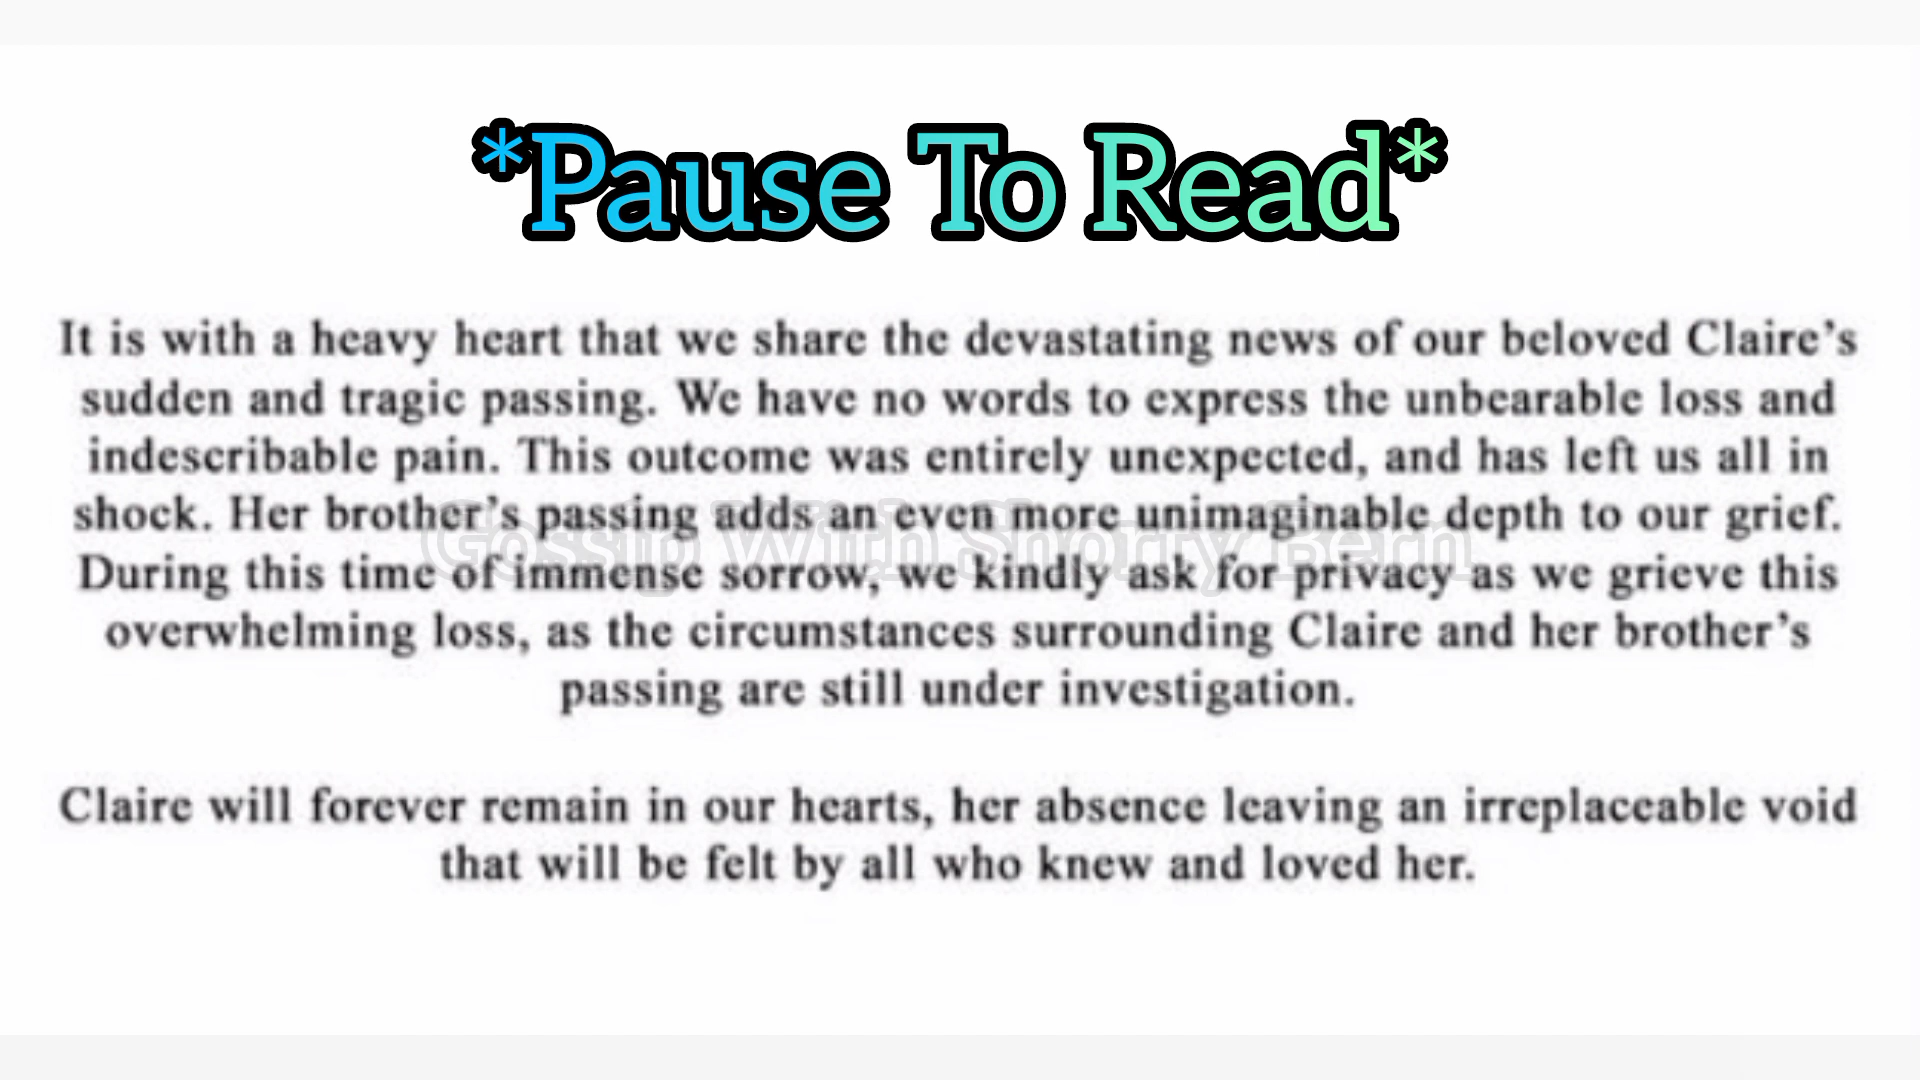 *Pause To Read*
It is with a heavy heart that we share the devastating news of our beloved Claire’s
sudden and tragic passing. We have no words to express the unbearable loss and
indescribable pain. This outcome was entirely unexpected, and has left us all in
shock. Her brother’s passing adds an even more unimaginable depth to our grief.
Gossip With Shorty Bern
During this time of immense sorrow, we kindly ask for privacy as we grieve this
overwhelming loss, as the circumstances surrounding Claire and her brother’s
passing are still under investigation.
Claire will forever remain in our hearts, her absence leaving an irreplaceable void
that will be felt by all who knew and loved her.